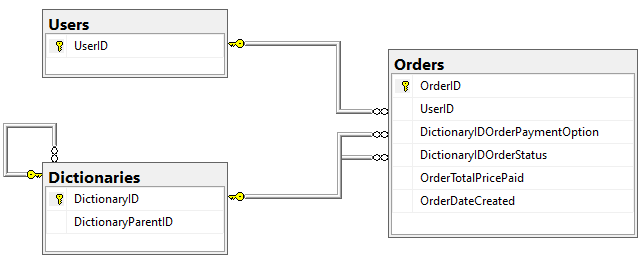 Users
UserID
Orders
OrderID
UserID
DictionaryIDOrderPaymentOption
DictionaryIDOrderStatus
OrderTotalPricePaid
OrderDateCreated
Dictionaries
DictionaryID
DictionaryParentID